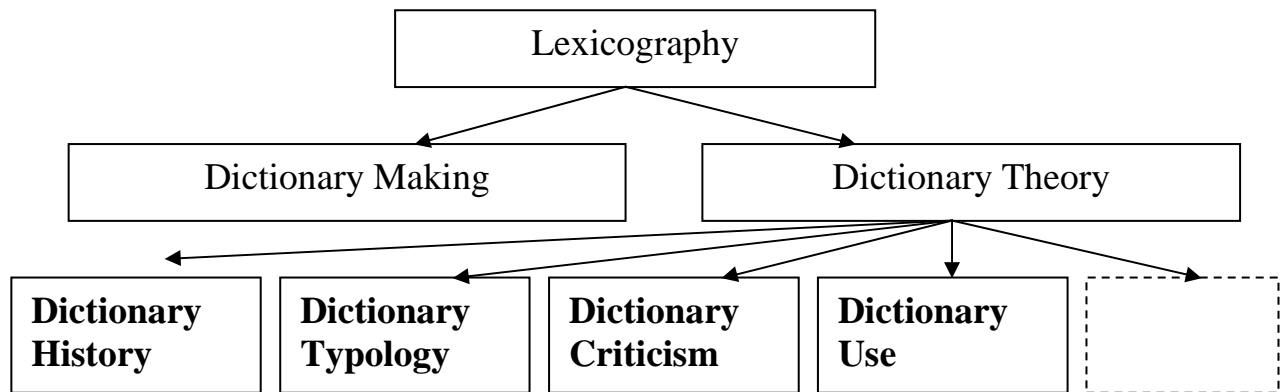 Lexicography
Dictionary Making
Dictionary Theory
Dictionary
History
Dictionary
Typology
Dictionary
Criticism
Dictionary
Use